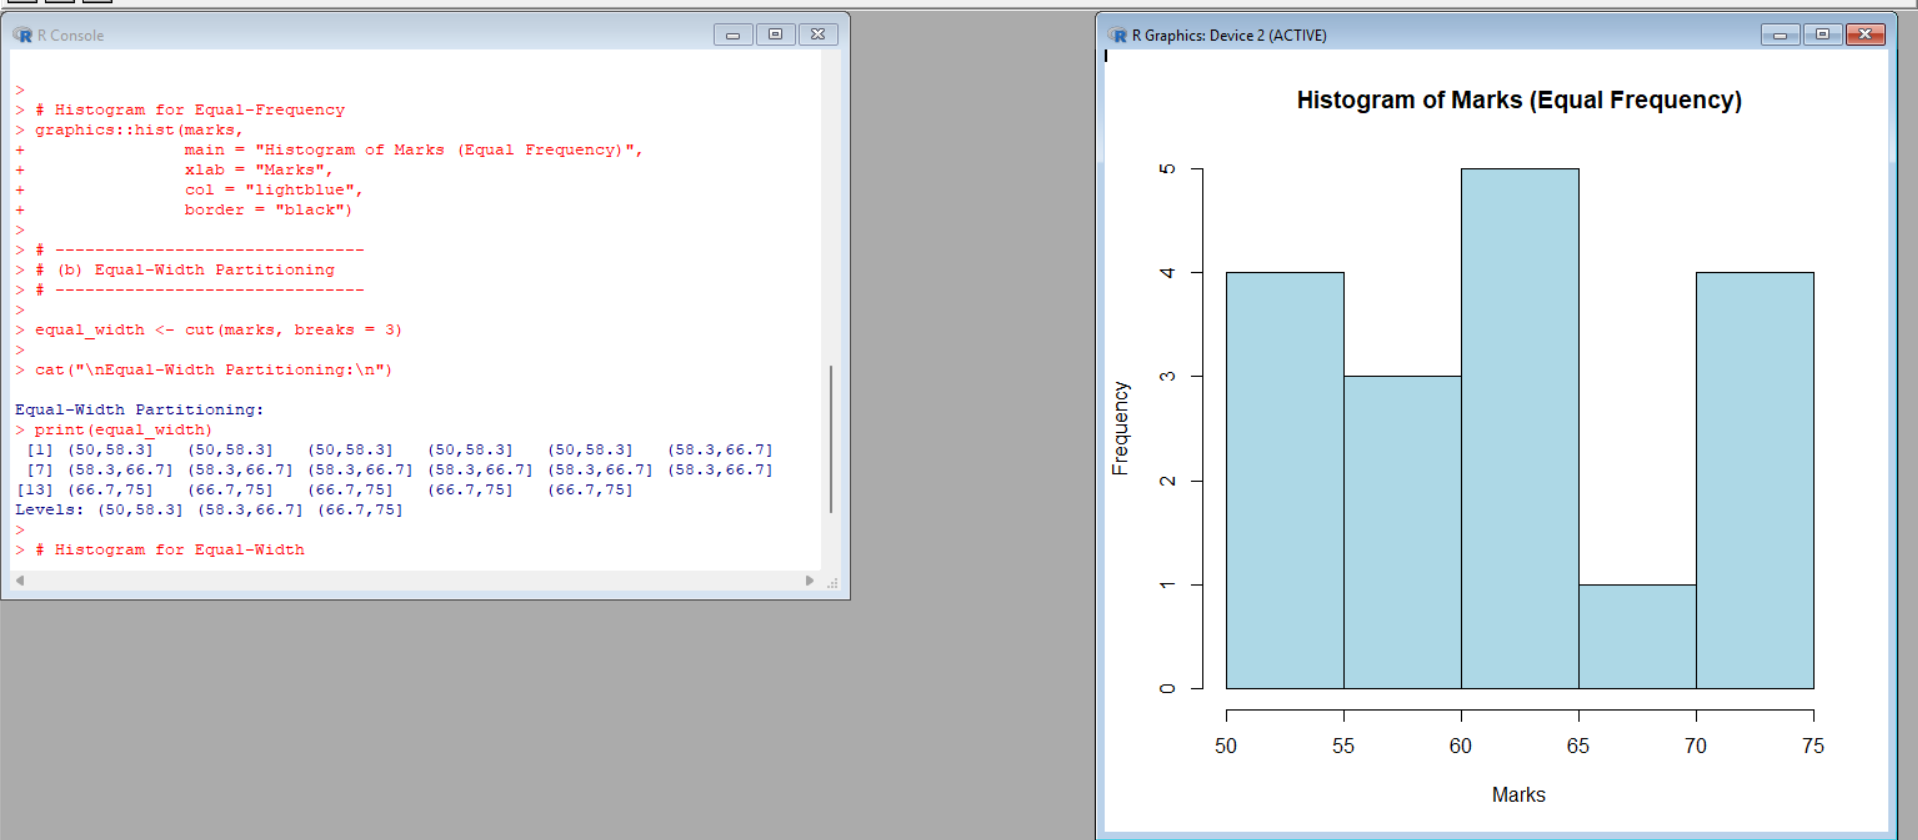 R Console
>
> # Histogram for Equal-Frequency
> graphics::hist(marks,
+                main = "Histogram of Marks (Equal Frequency)",
+                xlab = "Marks",
+                col = "lightblue",
+                border = "black")
>
> # -------------------------------
> # (b) Equal-Width Partitioning
> # -------------------------------
>
> equal_width <- cut(marks, breaks = 3)
>
> cat("\nEqual-Width Partitioning:\n")
Equal-Width Partitioning:
> print(equal_width)
 [1] (50,58.3]   (50,58.3]   (50,58.3]   (50,58.3]   (50,58.3]   (58.3,66.7]
 [7] (58.3,66.7] (58.3,66.7] (58.3,66.7] (58.3,66.7] (58.3,66.7] (58.3,66.7]
[13] (66.7,75]   (66.7,75]   (66.7,75]   (66.7,75]   (66.7,75]
Levels: (50,58.3] (58.3,66.7] (66.7,75]
>
> # Histogram for Equal-Width
R Graphics: Device 2 (ACTIVE)
Histogram of Marks (Equal Frequency)
Frequency
5
4
3
2
1
0
50 55 60 65 70 75
Marks